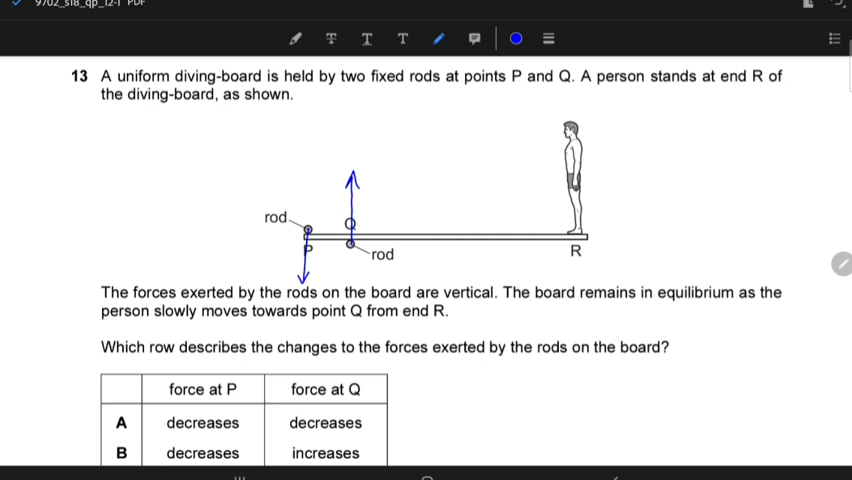 9702_s18_qp_12-1 PDF
T T T
13 A uniform diving-board is held by two fixed rods at points P and Q. A person stands at end R of
the diving-board, as shown.
rod
Q
P
rod
R
The forces exerted by the rods on the board are vertical. The board remains in equilibrium as the
person slowly moves towards point Q from end R.
Which row describes the changes to the forces exerted by the rods on the board?
force at P force at Q
A decreases decreases
B decreases increases